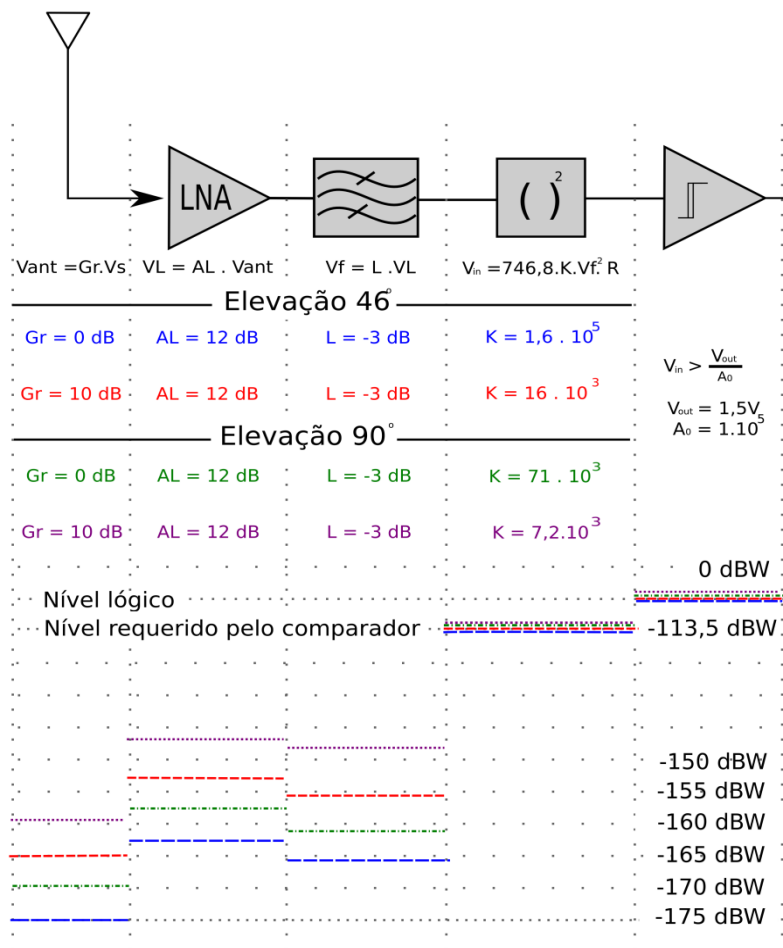 LNA
( )²
Vant =Gr.Vs VL = AL . Vant Vf = L .VL Vin =746,8.K.Vf.² R
Elevação 46°
Gr = 0 dB AL = 12 dB L = -3 dB K = 1,6 . 10⁵
Gr = 10 dB AL = 12 dB L = -3 dB K = 16 . 10³
Vin > Vout / A₀
Vout = 1,5V
A₀ = 1.10⁵
Elevação 90°
Gr = 0 dB AL = 12 dB L = -3 dB K = 71 . 10³
Gr = 10 dB AL = 12 dB L = -3 dB K = 7,2.10³
0 dBW
Nível lógico
Nível requerido pelo comparador -113,5 dBW
-150 dBW
-155 dBW
-160 dBW
-165 dBW
-170 dBW
-175 dBW